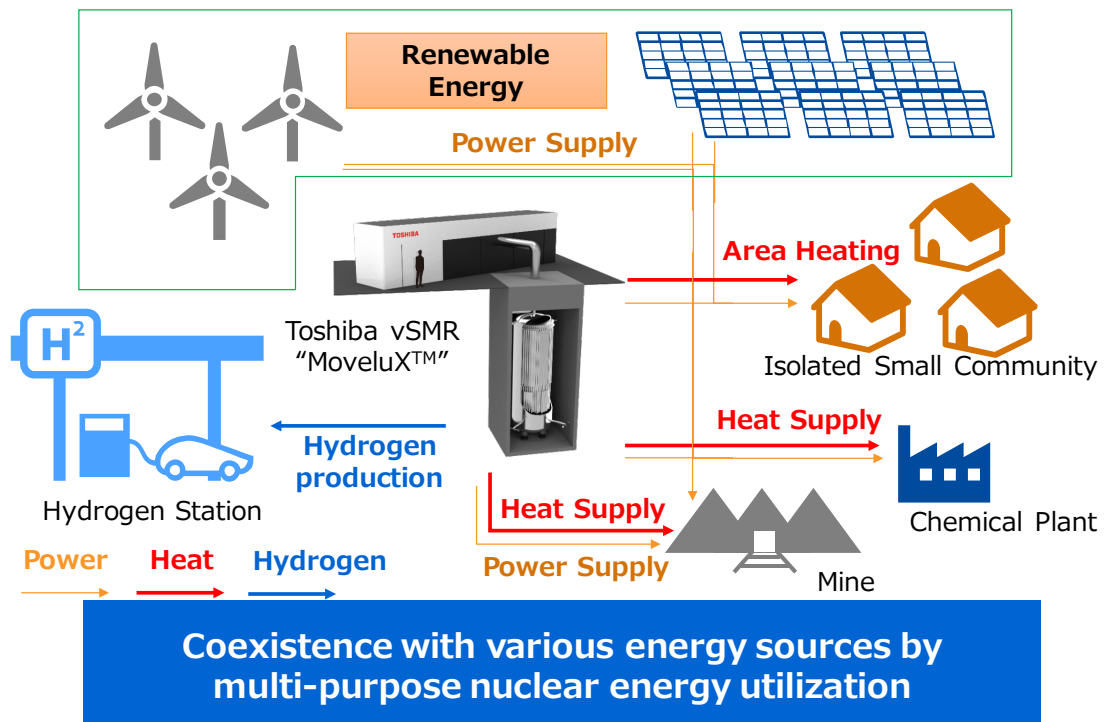 Renewable
Energy
Power Supply
TOSHIBA
Area Heating
Toshiba vSMR
“MoveluX™”
Isolated Small Community
H²
Hydrogen
production
Hydrogen Station
Heat Supply
Chemical Plant
Heat Supply
Power Supply
Mine
Power
Heat
Hydrogen
Coexistence with various energy sources by
multi-purpose nuclear energy utilization